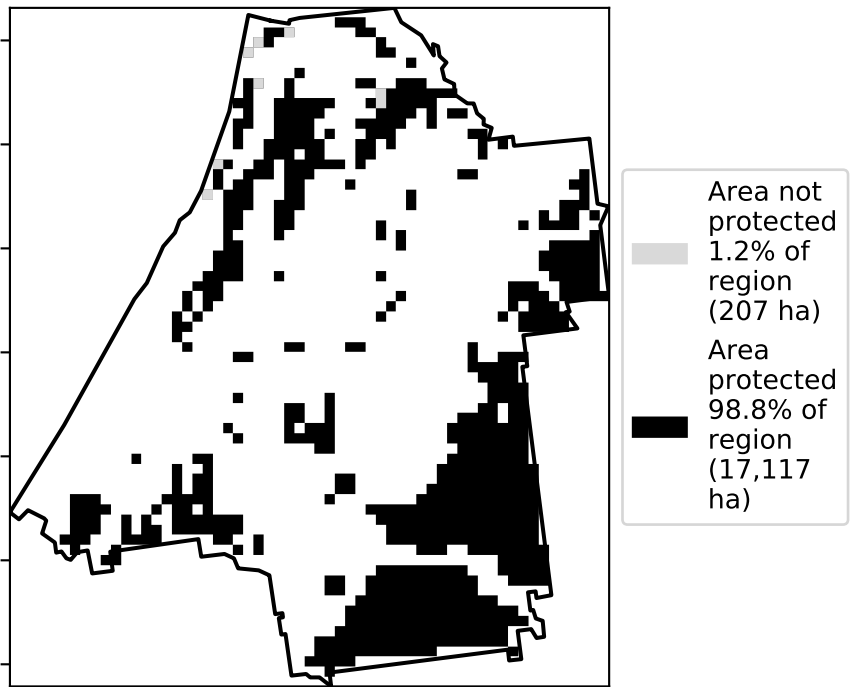 Area not
protected
1.2% of
region
(207 ha)
Area
protected
98.8% of
region
(17,117
ha)